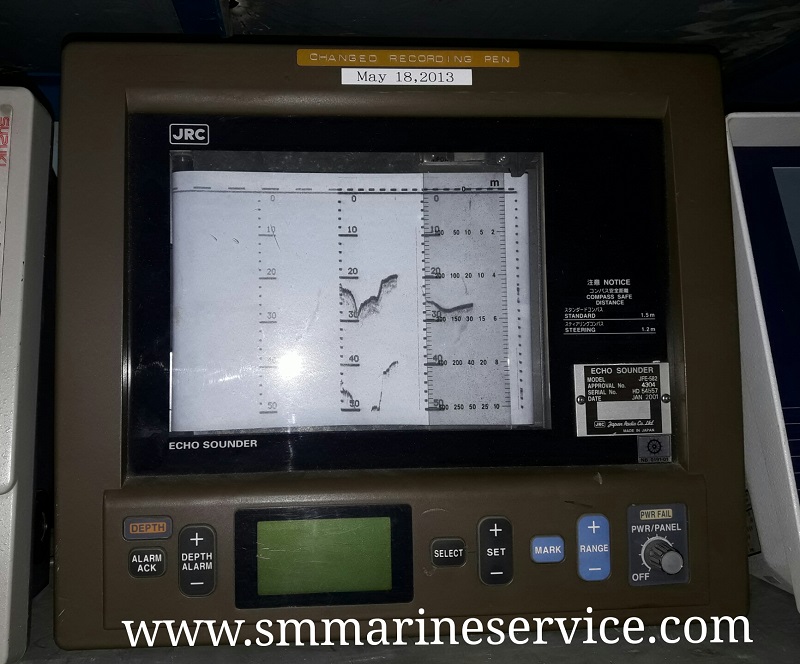 CHANGED RECORDING PEN
May 18,2013
JRC
m
0 0 0
10 10 10 50 10 5 2
20 20 20 100 20 10 4
30 30 30 150 30 15 6
40 40 40 20 8
50 50 50 250 25 10
注意 NOTICE
コンパス安全距離
COMPASS SAFE
DISTANCE
スタンダードコンパス
STANDARD 1.5m
ステアリングコンパス
STEERING 1.2m
ECHO SOUNDER
MODEL JFE-582
APPROVAL No. 4304
SERIAL No. HD 54567
DATE JAN 2001
JRC Japan Radio Co.,Ltd.
MADE IN JAPAN
ECHO SOUNDER
DEPTH
ALARM
ACK
+
DEPTH
ALARM
−
SELECT
+
SET
−
MARK
+
RANGE
−
PWR FAIL
PWR/PANEL
OFF
SUZUKI
www.smmarineservice.com